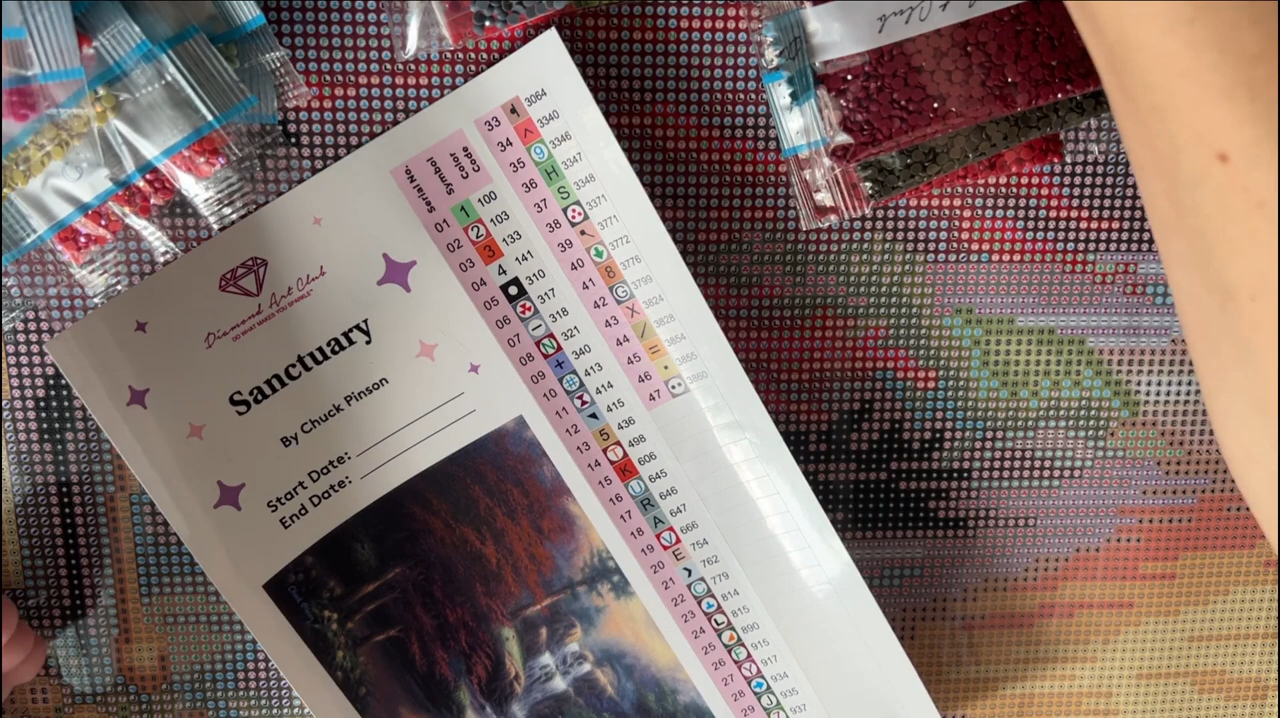 Diamond Art Club
DO WHAT MAKES YOU SPARKLE™
Sanctuary
By Chuck Pinson
Start Date:
End Date:
Serial No. Symbol Color Code
01 1 100
02 2 103
03 3 133
04 4 141
05 310
06 317
07 318
08 N 321
09 + 340
10 # 413
11 414
12 415
13 5 436
14 T 498
15 K 606
16 U 645
17 R 646
18 A 647
19 V 666
20 E 754
21 762
22 C 779
23 814
24 L 815
25 890
26 F 915
27 Y 917
28 934
29 J 935
7 937
33 3064
34 3340
35 9 3346
36 H 3347
37 S 3348
38 3371
39 3771
40 3772
41 8 3776
42 G 3799
43 X 3824
44 / 3828
45 = 3854
46 3855
47 3860